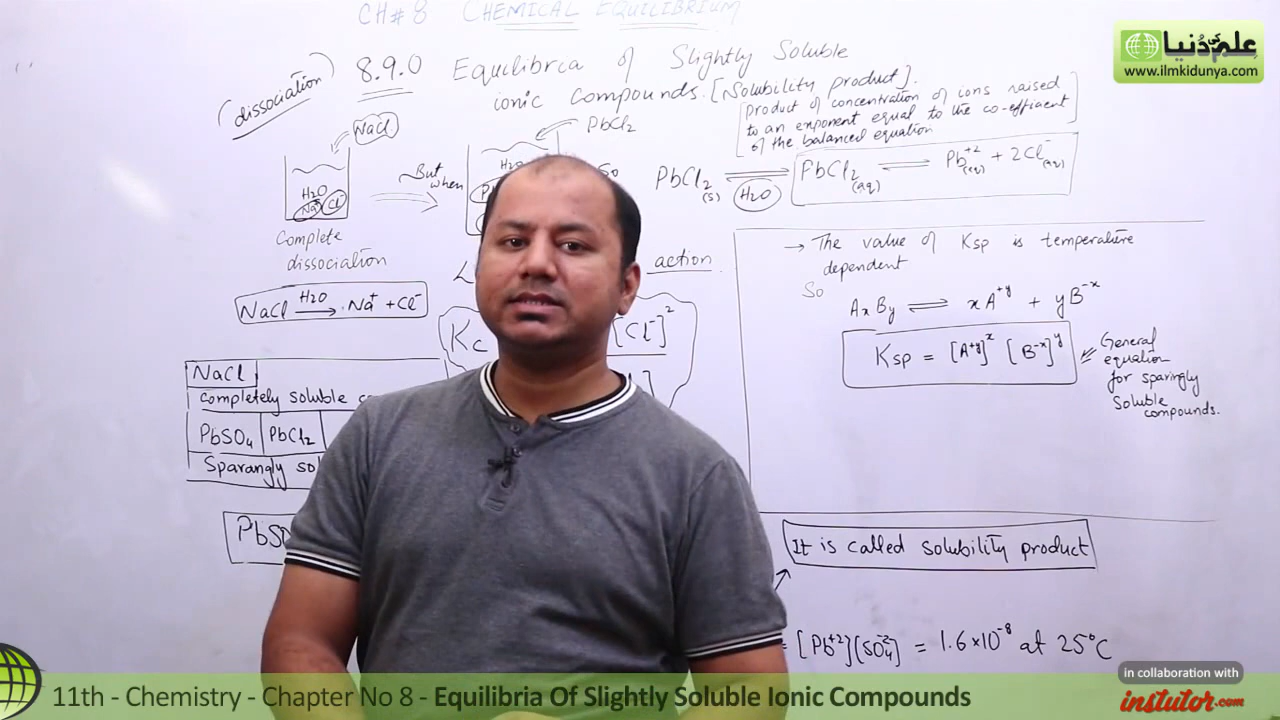 CH # 8 CHEMICAL EQUILIBRIUM
علم کی دُنیا
www.ilmkidunya.com
(dissociation)
8.9.0 Equilibria of Slightly Soluble
ionic compounds. [Solubility product].
product of concentration of ions raised
to an exponent equal to the co-efficient
of the balanced equation
NaCl
PbCl2
H2O
Na+ Cl-
But when
H2O
PbCl2(s) ⇌ PbCl2(aq) ⇌ Pb+2(aq) + 2Cl-(aq)
H2O
Complete
dissociation
action
NaCl H2O→ Na+ + Cl-
Kc
[Cl-]2
→ The value of Ksp is temperature
dependent
So
AxBy ⇌ xA+y + yB-x
Ksp = [A+y]x [B-x]y
General
equation
for sparingly
soluble
compounds.
NaCl
Completely soluble
PbSO4 PbCl2
Sparangly
It is called solubility product
= [Pb+2][SO4-2] = 1.6×10-8 at 25°C
in collaboration with
instutor.com
11th - Chemistry - Chapter No 8 - Equilibria Of Slightly Soluble Ionic Compounds